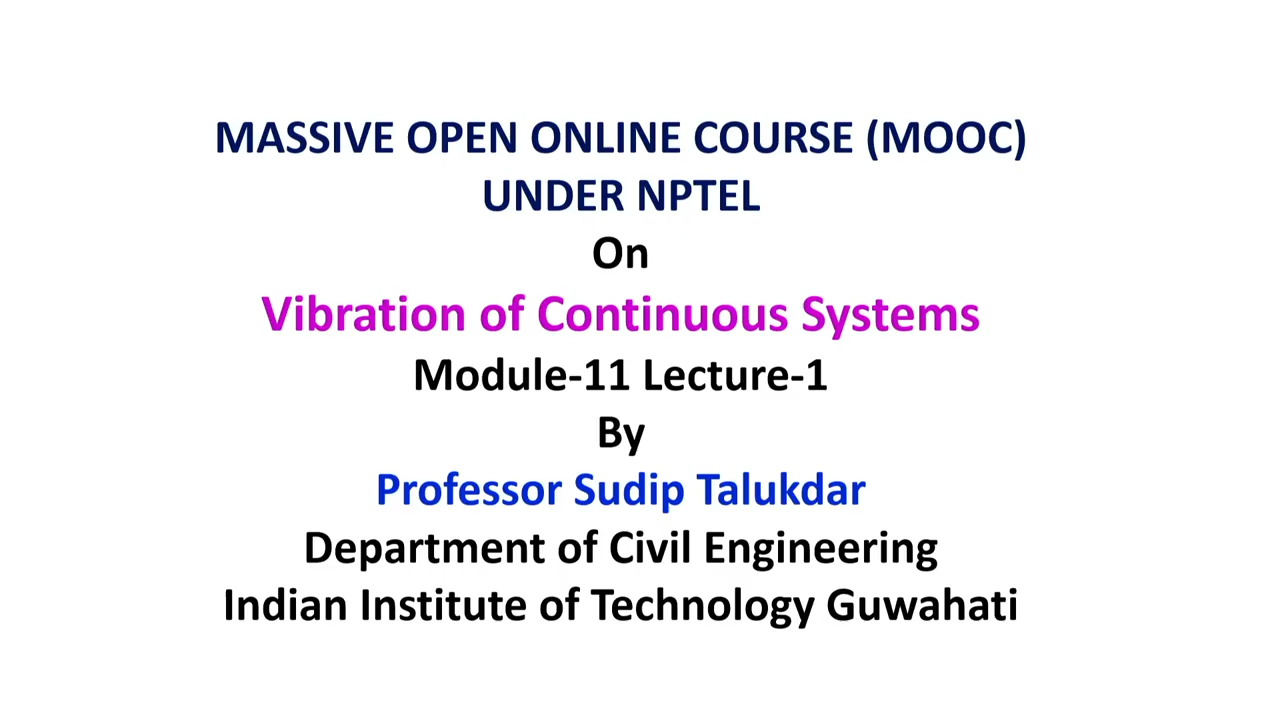 MASSIVE OPEN ONLINE COURSE (MOOC)
UNDER NPTEL
On
Vibration of Continuous Systems
Module-11 Lecture-1
By
Professor Sudip Talukdar
Department of Civil Engineering
Indian Institute of Technology Guwahati